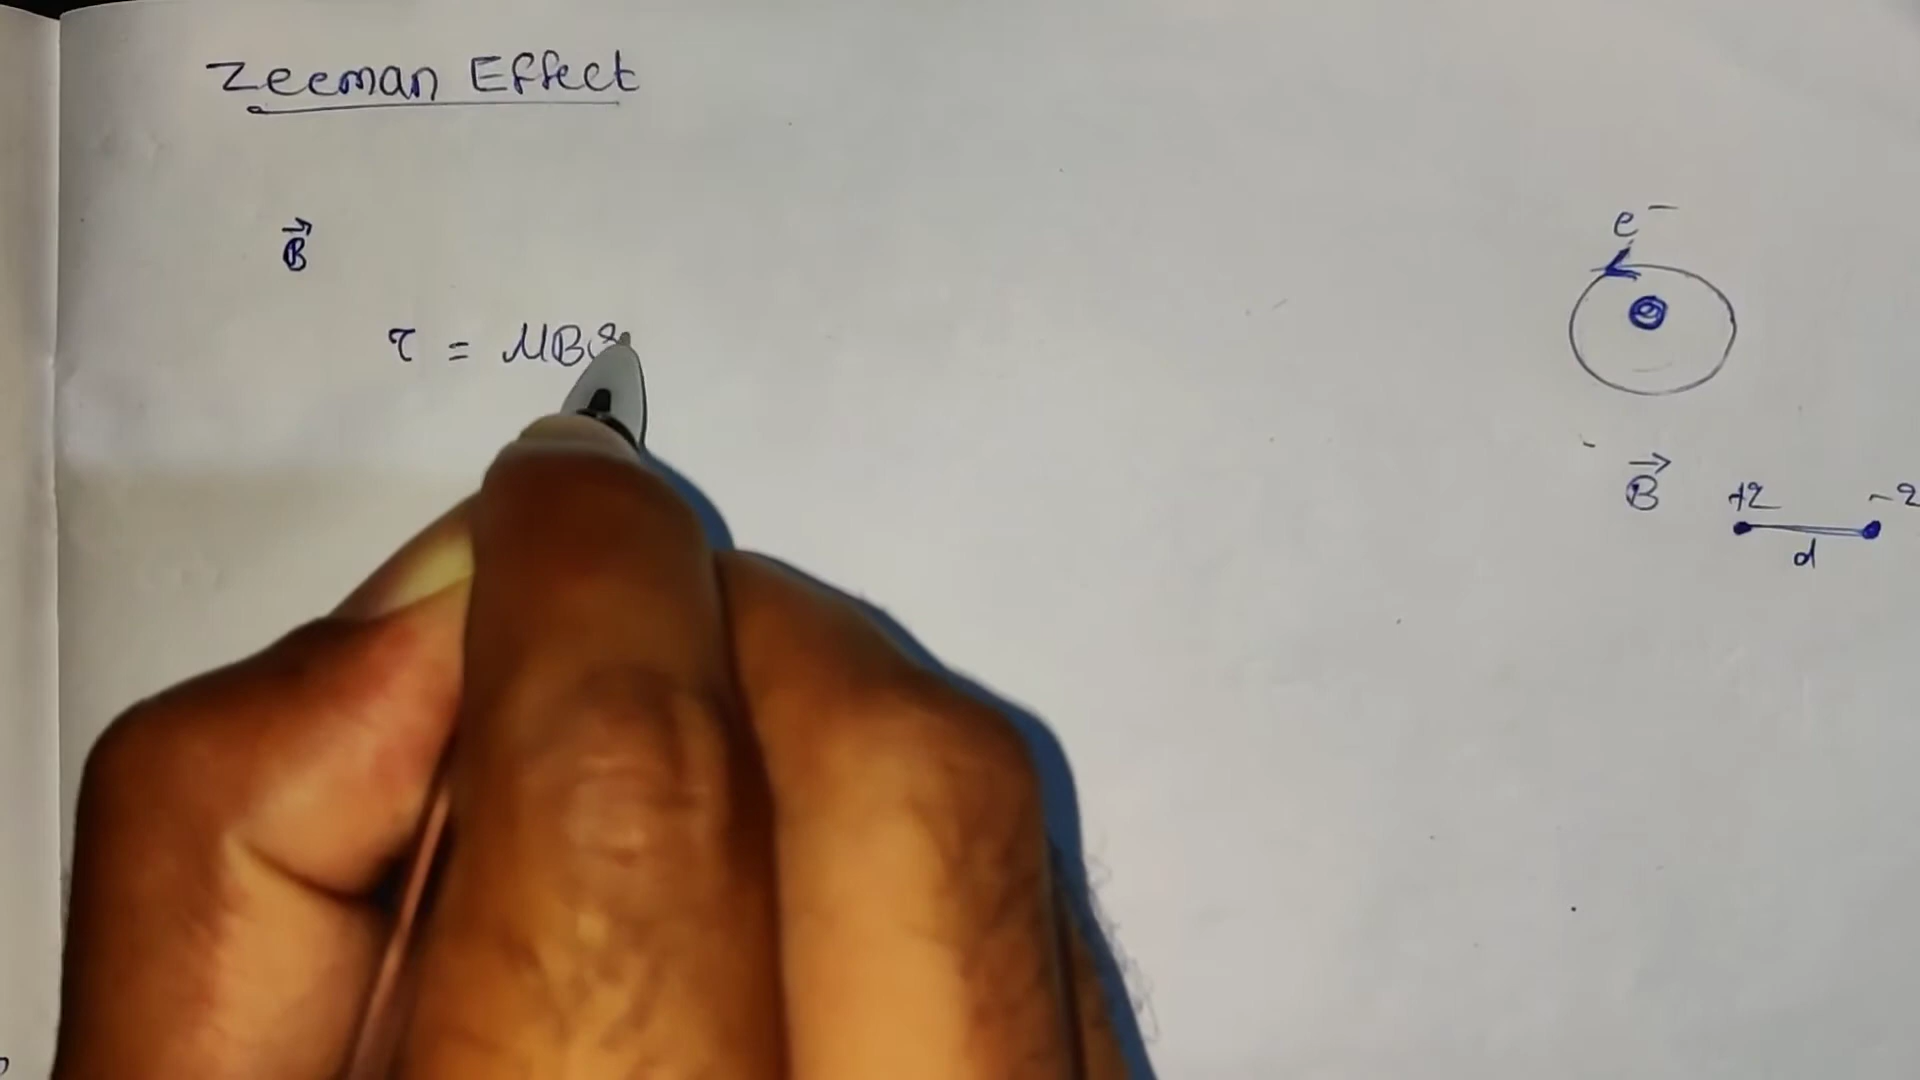 Zeeman Effect
B⃗
τ = μB
e⁻
B⃗ +q -q
d